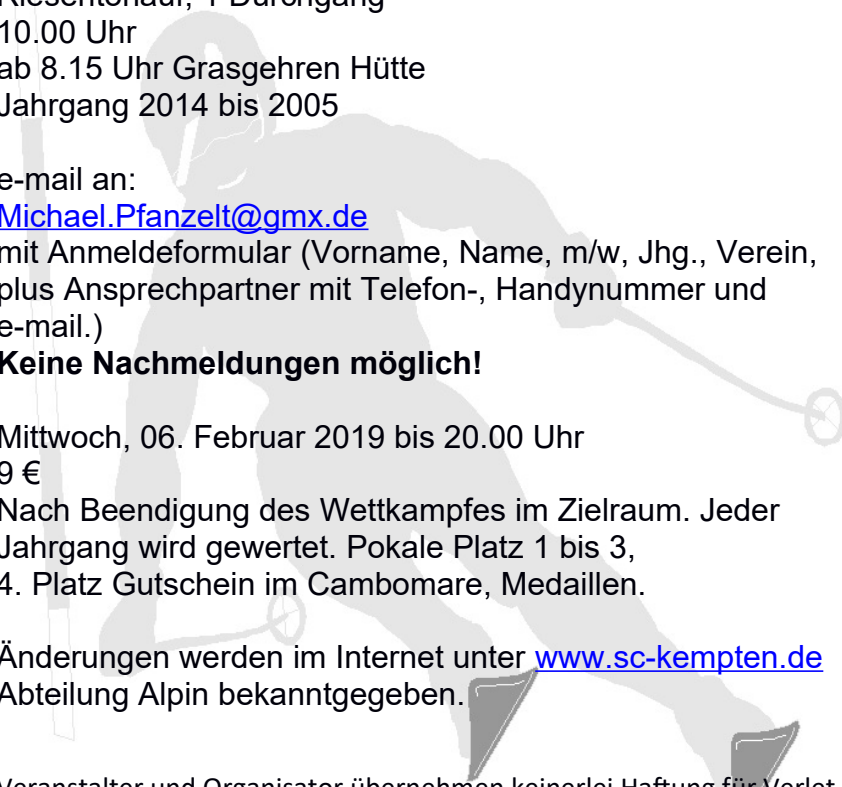 Riesentorlauf, 1 Durchgang
10.00 Uhr
ab 8.15 Uhr Grasgehren Hütte
Jahrgang 2014 bis 2005
e-mail an:
Michael.Pfanzelt@gmx.de
mit Anmeldeformular (Vorname, Name, m/w, Jhg., Verein,
plus Ansprechpartner mit Telefon-, Handynummer und
e-mail.)
Keine Nachmeldungen möglich!
Mittwoch, 06. Februar 2019 bis 20.00 Uhr
9 €
Nach Beendigung des Wettkampfes im Zielraum. Jeder
Jahrgang wird gewertet. Pokale Platz 1 bis 3,
4. Platz Gutschein im Cambomare, Medaillen.
Änderungen werden im Internet unter www.sc-kempten.de
Abteilung Alpin bekanntgegeben.
Veranstalter und Organisator übernehmen keinerlei Haftung für Verlet